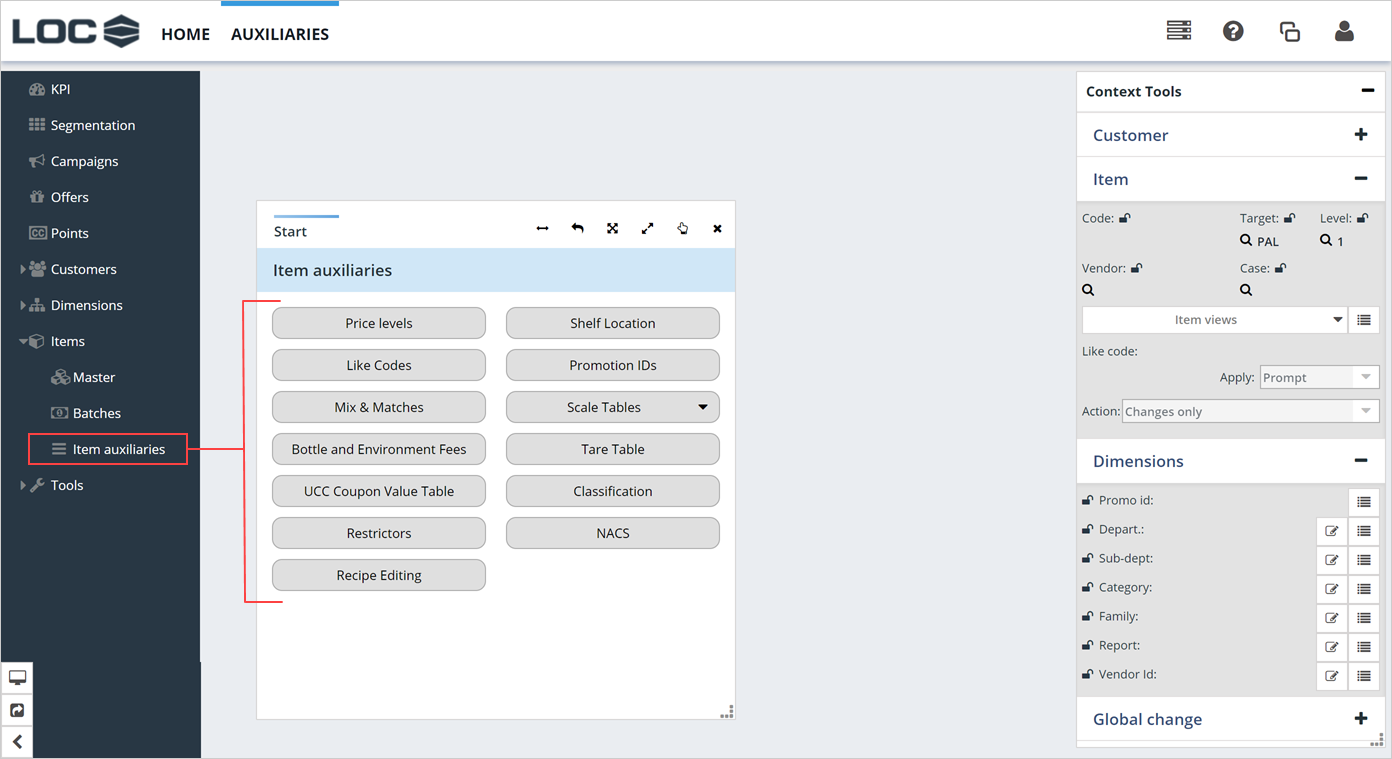 LOC HOME AUXILIARIES
KPI
Segmentation
Campaigns
Offers
CC Points
Customers
Dimensions
Items
Master
Batches
Item auxiliaries
Tools
Start
Item auxiliaries
Price levels
Shelf Location
Like Codes
Promotion IDs
Mix & Matches
Scale Tables
Bottle and Environment Fees
Tare Table
UCC Coupon Value Table
Classification
Restrictors
NACS
Recipe Editing
Context Tools
Customer
Item
Code: Target: Level:
PAL 1
Vendor: Case:
Item views
Like code:
Apply: Prompt
Action: Changes only
Dimensions
Promo id:
Depart.:
Sub-dept:
Category:
Family:
Report:
Vendor Id:
Global change